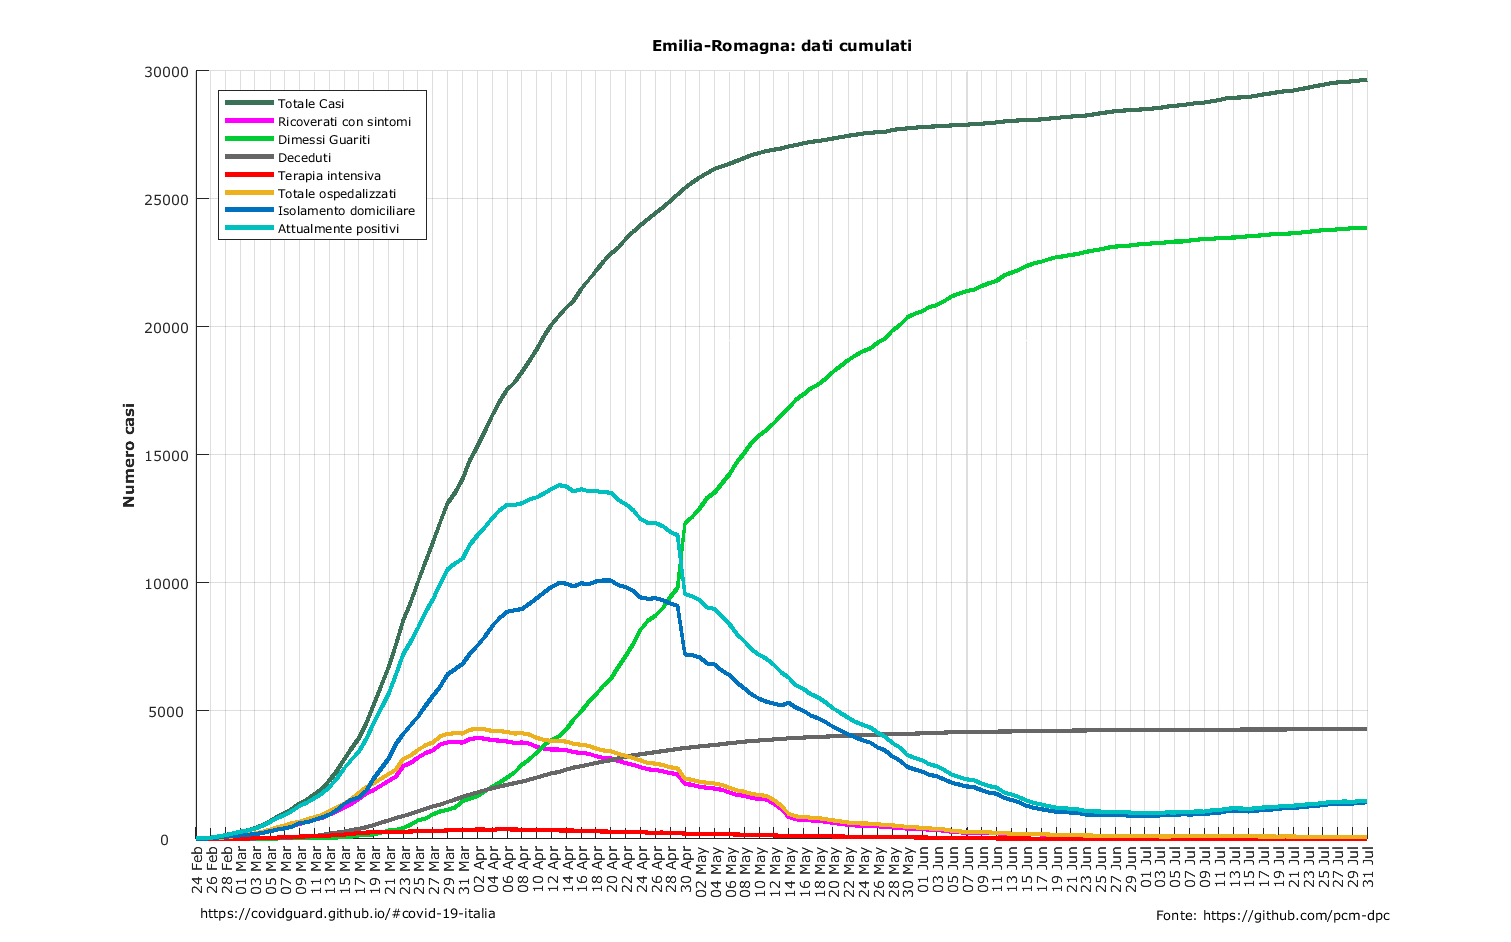 Emilia-Romagna: dati cumulati
Numero casi
30000
25000
20000
15000
10000
5000
0
Totale Casi
Ricoverati con sintomi
Dimessi Guariti
Deceduti
Terapia intensiva
Totale ospedalizzati
Isolamento domiciliare
Attualmente positivi
24 Feb
26 Feb
28 Feb
01 Mar
03 Mar
05 Mar
07 Mar
09 Mar
11 Mar
13 Mar
15 Mar
17 Mar
19 Mar
21 Mar
23 Mar
25 Mar
27 Mar
29 Mar
31 Mar
02 Apr
04 Apr
06 Apr
08 Apr
10 Apr
12 Apr
14 Apr
16 Apr
18 Apr
20 Apr
22 Apr
24 Apr
26 Apr
28 Apr
30 Apr
02 May
04 May
06 May
08 May
10 May
12 May
14 May
16 May
18 May
20 May
22 May
24 May
26 May
28 May
30 May
01 Jun
03 Jun
05 Jun
07 Jun
09 Jun
11 Jun
13 Jun
15 Jun
17 Jun
19 Jun
21 Jun
23 Jun
25 Jun
27 Jun
29 Jun
01 Jul
03 Jul
05 Jul
07 Jul
09 Jul
11 Jul
13 Jul
15 Jul
17 Jul
19 Jul
21 Jul
23 Jul
25 Jul
27 Jul
29 Jul
31 Jul
https://covidguard.github.io/#covid-19-italia
Fonte: https://github.com/pcm-dpc